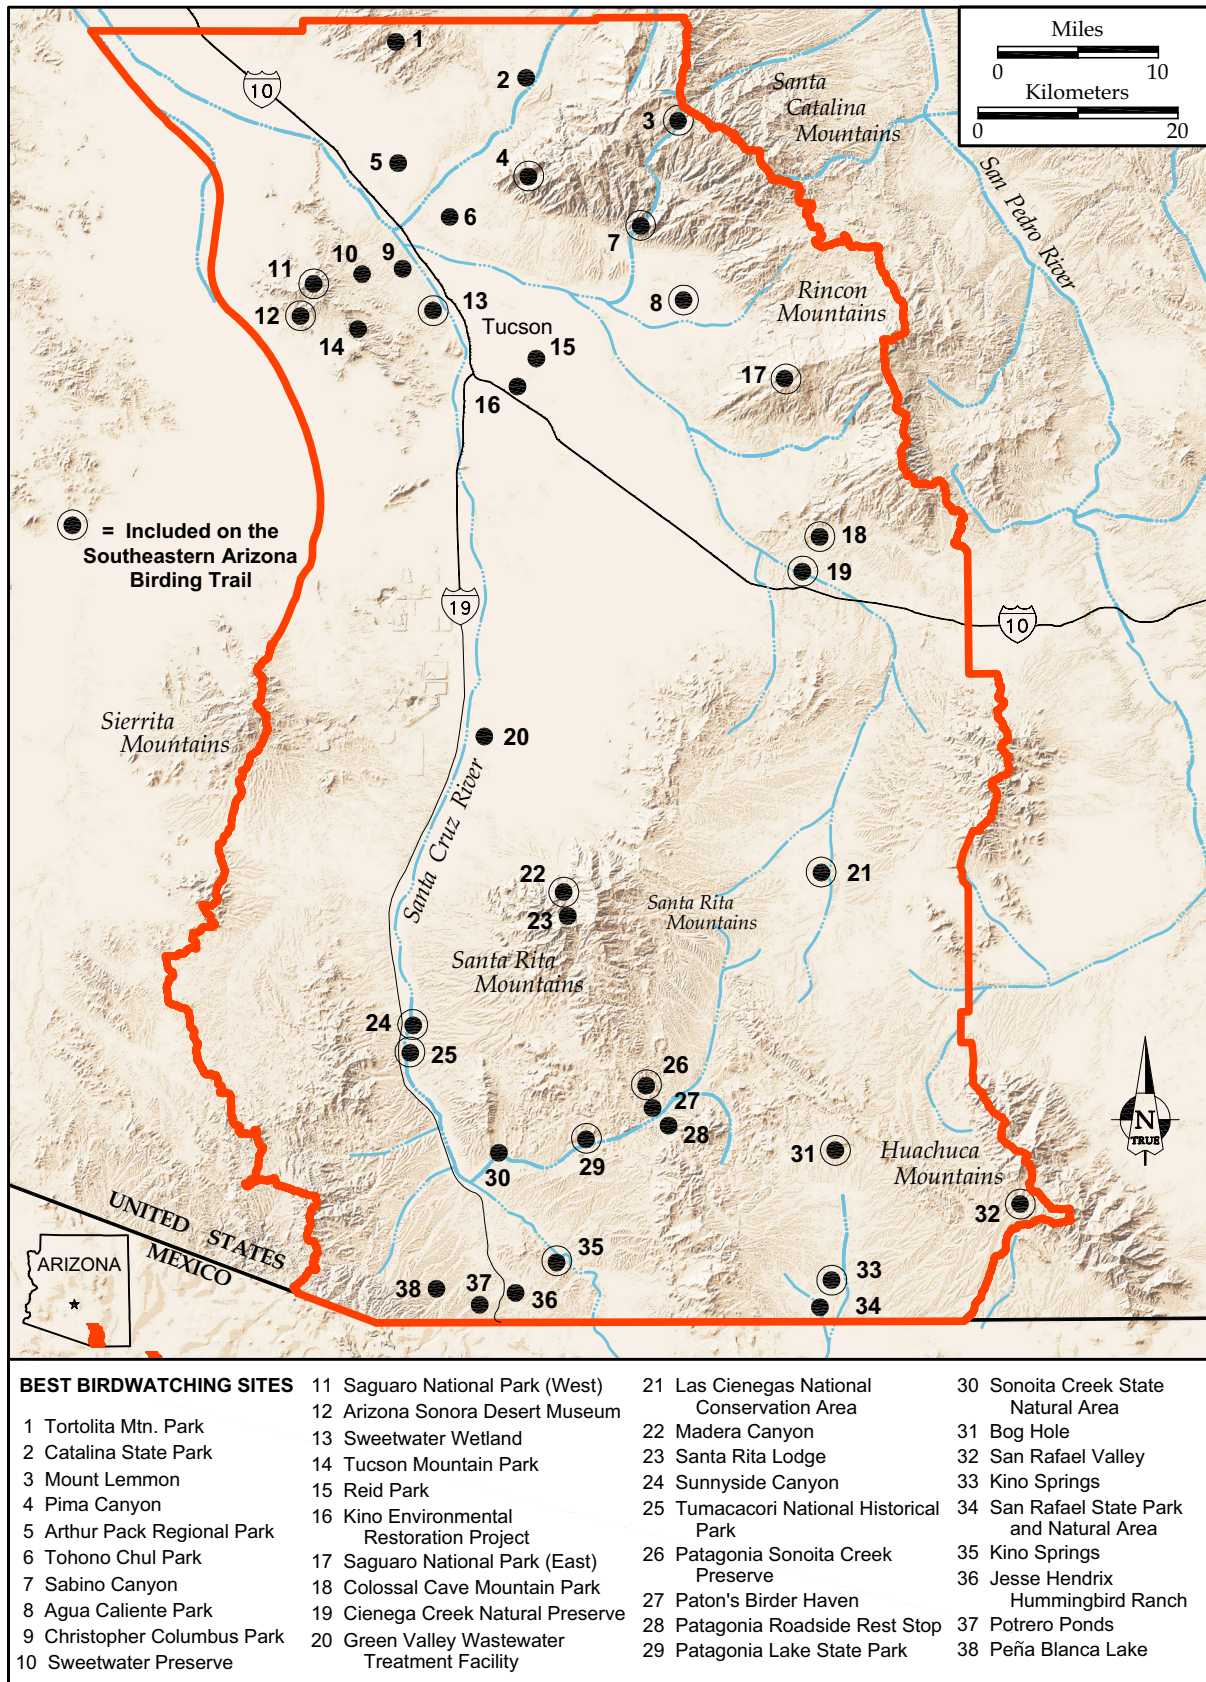 Miles
0 10
Kilometers
0 20
Santa
Catalina
Mountains
San Pedro River
10
1
2
3
4
5
6
7
8
9
10
11
12
13
14
Tucson
15
16
Rincon
Mountains
17
18
19
= Included on the
Southeastern Arizona
Birding Trail
19
10
Sierrita
Mountains
20
Santa Cruz River
21
22
23
Santa Rita
Mountains
Santa Rita
Mountains
24
25
26
27
28
29
30
31
Huachuca
Mountains
32
N
TRUE
UNITED STATES
MEXICO
ARIZONA
33
34
35
36
37
38
BEST BIRDWATCHING SITES
1 Tortolita Mtn. Park
2 Catalina State Park
3 Mount Lemmon
4 Pima Canyon
5 Arthur Pack Regional Park
6 Tohono Chul Park
7 Sabino Canyon
8 Agua Caliente Park
9 Christopher Columbus Park
10 Sweetwater Preserve
11 Saguaro National Park (West)
12 Arizona Sonora Desert Museum
13 Sweetwater Wetland
14 Tucson Mountain Park
15 Reid Park
16 Kino Environmental
Restoration Project
17 Saguaro National Park (East)
18 Colossal Cave Mountain Park
19 Cienega Creek Natural Preserve
20 Green Valley Wastewater
Treatment Facility
21 Las Cienegas National
Conservation Area
22 Madera Canyon
23 Santa Rita Lodge
24 Sunnyside Canyon
25 Tumacacori National Historical
Park
26 Patagonia Sonoita Creek
Preserve
27 Paton's Birder Haven
28 Patagonia Roadside Rest Stop
29 Patagonia Lake State Park
30 Sonoita Creek State
Natural Area
31 Bog Hole
32 San Rafael Valley
33 Kino Springs
34 San Rafael State Park
and Natural Area
35 Kino Springs
36 Jesse Hendrix
Hummingbird Ranch
37 Potrero Ponds
38 Peña Blanca Lake